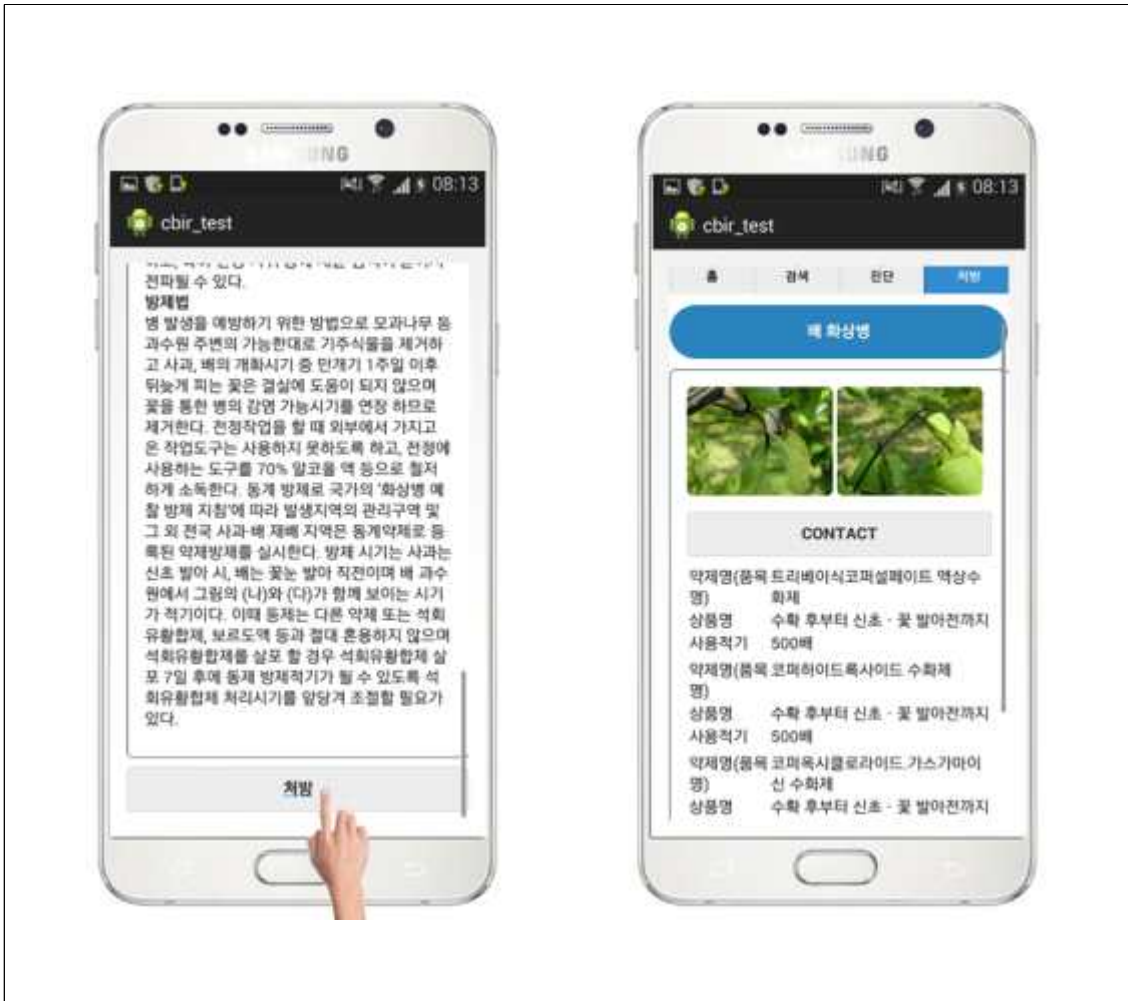 UNG
08:13
cbir_test
전파될 수 있다.
방제법
병 발생을 예방하기 위한 방법으로 모과나무 등
과수원 주변의 가능한대로 기주식물을 제거하
고 사과, 배의 개화시기 중 만개기 1주일 이후
뒤늦게 피는 꽃은 결실에 도움이 되지 않으며
꽃을 통한 병의 감염 가능시기를 연장 하므로
제거한다. 전정작업을 할 때 외부에서 가지고
온 작업도구는 사용하지 못하도록 하고, 전정에
사용하는 도구를 70% 알코올 액 등으로 철저
하게 소독한다. 동계 방제로 국가의 '화상병 예
찰 방제 지침'에 따라 발생지역의 관리구역 및
그 외 전국 사과·배 재배 지역은 동계약제로 등
록된 약제방제를 실시한다. 방제 시기는 사과는
신초 발아 시, 배는 꽃눈 발아 직전이며 배 과수
원에서 그림의 (나)와 (다)가 함께 보이는 시기
가 적기이다. 이때 동제는 다른 약제 또는 석회
유황합제, 보르도액 등과 절대 혼용하지 않으며
석회유황합제를 살포 할 경우 석회유황합제 살
포 7일 후에 동제 방제적기가 될 수 있도록 석
회유황합제 처리시기를 앞당겨 조절할 필요가
있다.
처방
UNG
08:13
cbir_test
홈 검색 진단 처방
배 화상병
CONTACT
약제명(품목 트리베이식코퍼설페이트 액상수
명) 화제
상품명 수확 후부터 신초 · 꽃 발아전까지
사용적기 500배
약제명(품목 코퍼하이드록사이드 수화제
명)
상품명 수확 후부터 신초 · 꽃 발아전까지
사용적기 500배
약제명(품목 코퍼옥시클로라이드.가스가마이
명) 신 수화제
상품명 수확 후부터 신초 · 꽃 발아전까지